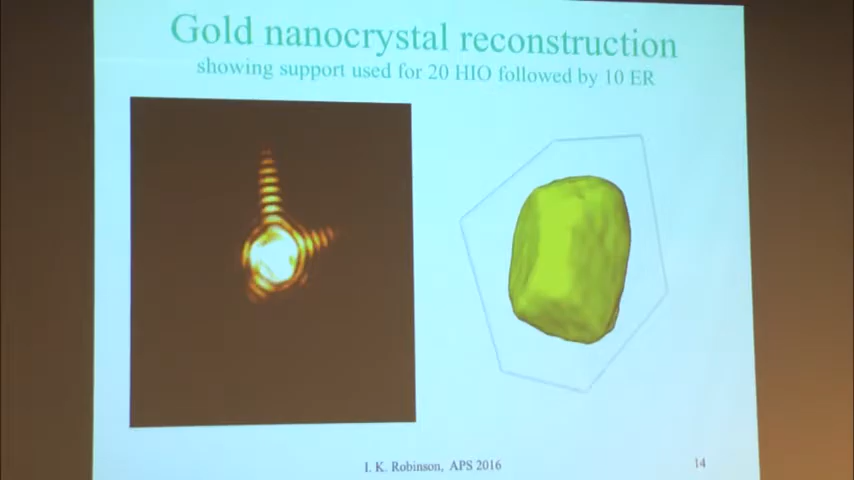 Gold nanocrystal reconstruction
showing support used for 20 HIO followed by 10 ER
I. K. Robinson, APS 2016
14